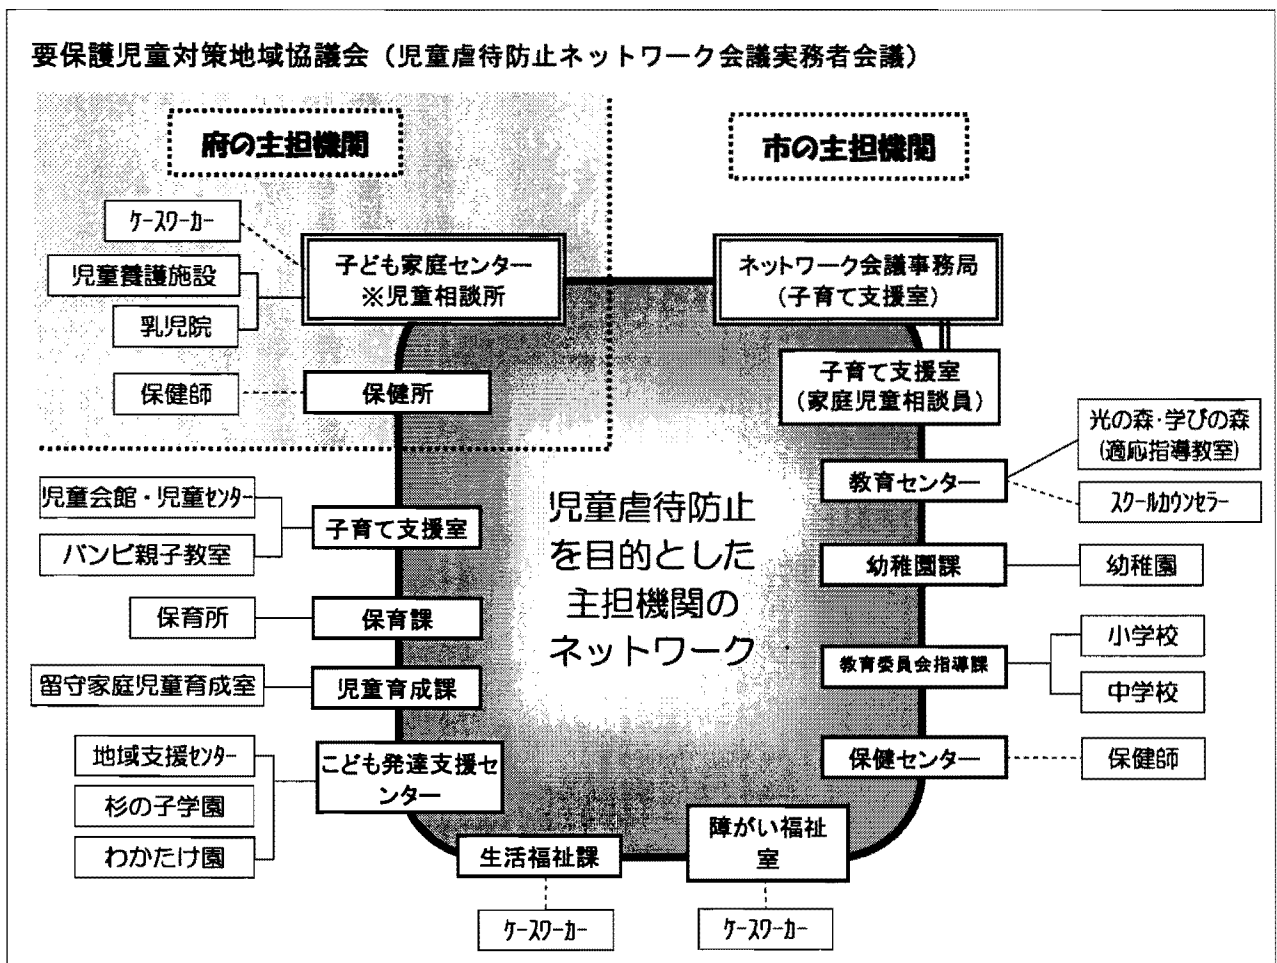 要保護児童対策地域協議会（児童虐待防止ネットワーク会議実務者会議）
府の主担機関
市の主担機関
ｹｰｽﾜｰｶｰ
児童養護施設
乳児院
子ども家庭センター
※児童相談所
保健師
保健所
ネットワーク会議事務局
（子育て支援室）
子育て支援室
（家庭児童相談員）
光の森・学びの森
(適応指導教室)
教育センター
ｽｸｰﾙｶｳﾝｾﾗｰ
児童会館・児童ｾﾝﾀｰ
バンビ親子教室
子育て支援室
児童虐待防止
を目的とした
主担機関の
ネットワーク
幼稚園課
幼稚園
保育所
保育課
教育委員会指導課
小学校
中学校
留守家庭児童育成室
児童育成課
地域支援ｾﾝﾀｰ
杉の子学園
わかたけ園
こども発達支援セ
ンター
保健センター
保健師
生活福祉課
ｹｰｽﾜｰｶｰ
障がい福祉
室
ｹｰｽﾜｰｶｰ